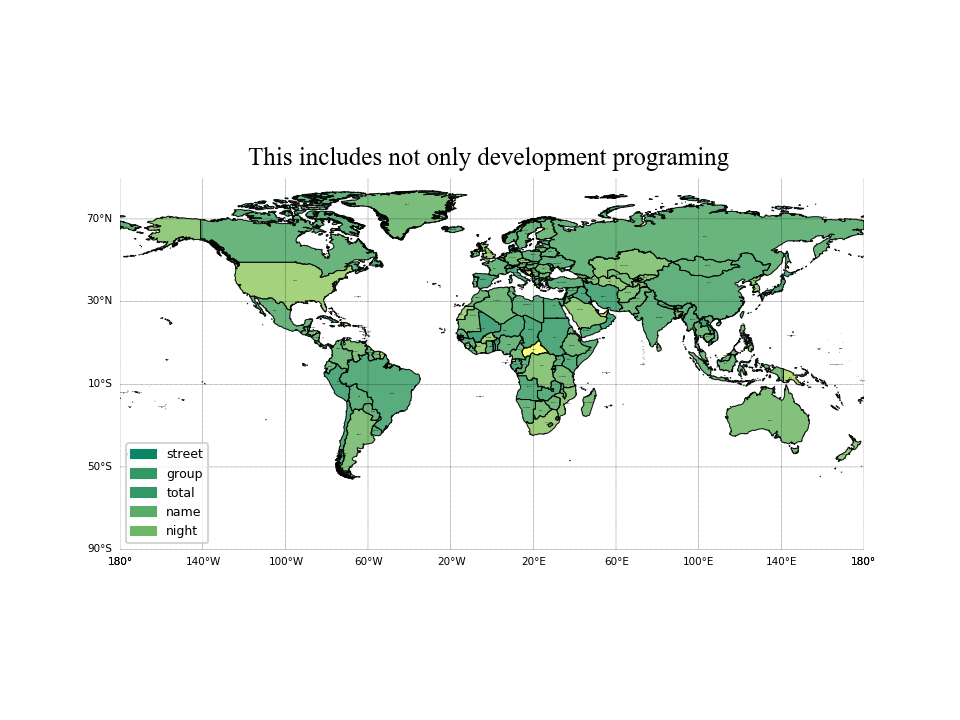 This includes not only development programing
70°N
30°N
10°S
50°S
90°S
street
group
total
name
night
180° 140°W 100°W 60°W 20°W 20°E 60°E 100°E 140°E 180°